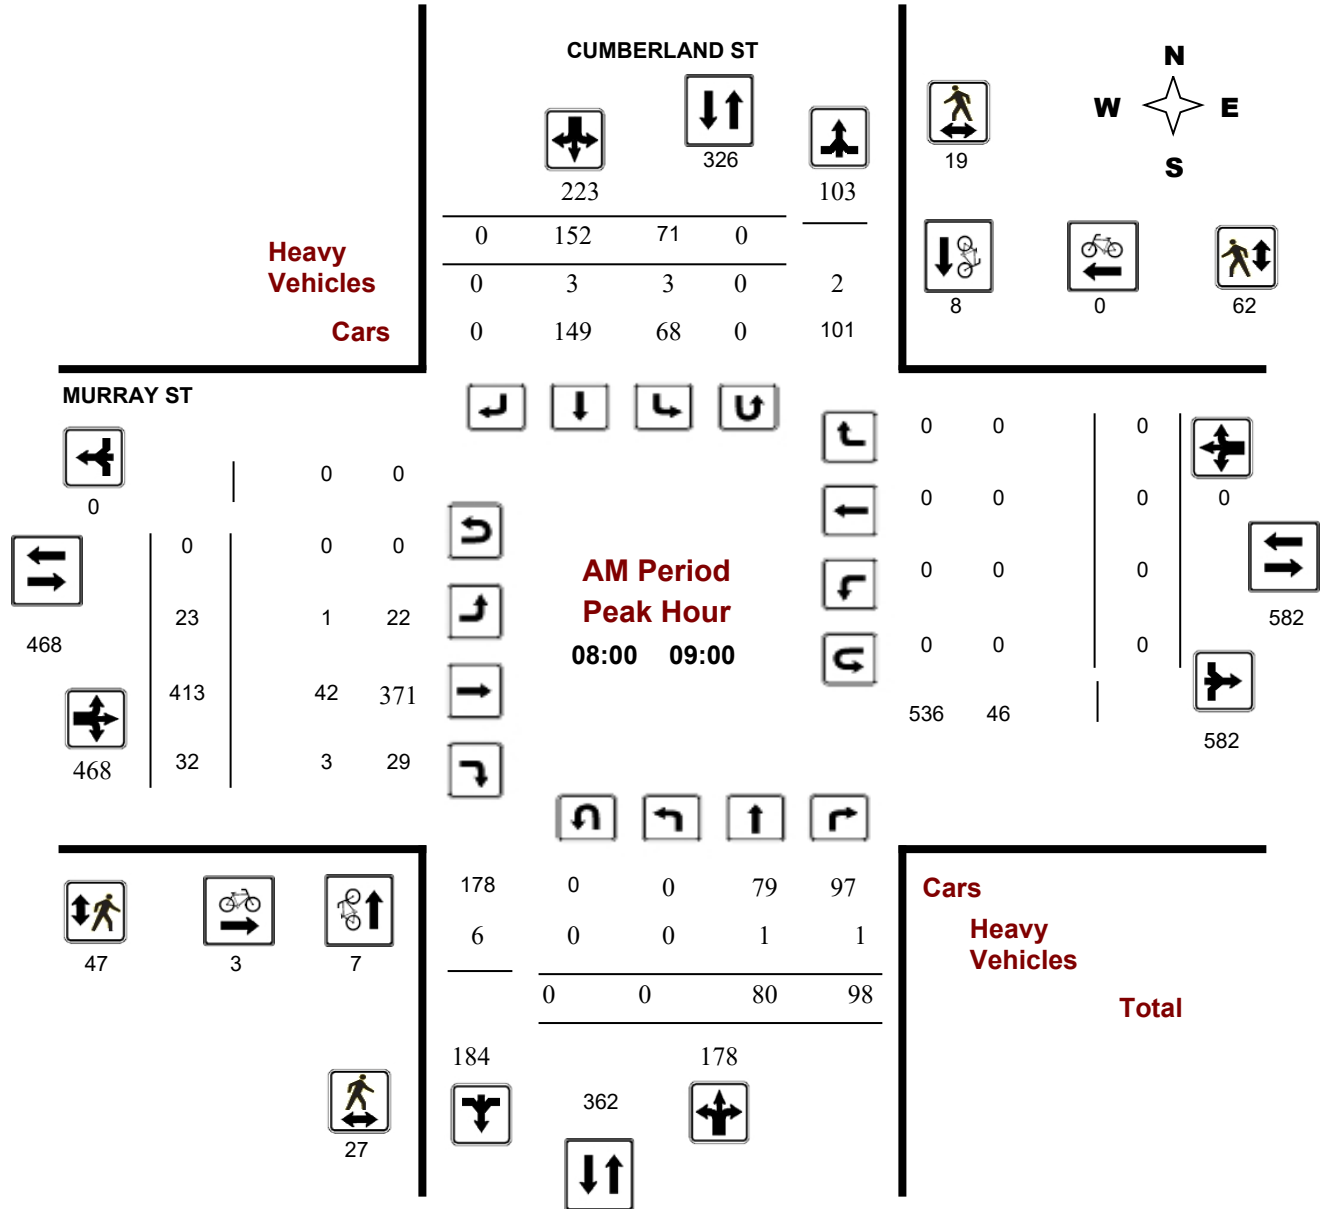 CUMBERLAND ST
N
W E
S
326
19
223 103
0 152 71 0
Heavy
Vehicles
0 3 3 0 2
8 0 62
Cars
0 149 68 0 101
MURRAY ST
0 0 0
0 0
0
0 0 0 0
0 0 0
AM Period
0 0 0
Peak Hour
23 1 22
582
468
08:00 09:00
0 0 0
413 42 371
536 46
582
468 32 3 29
178 0 0 79 97
Cars
6 0 0 1 1
Heavy
Vehicles
47 3 7
0 0 80 98
Total
184 178
362
27